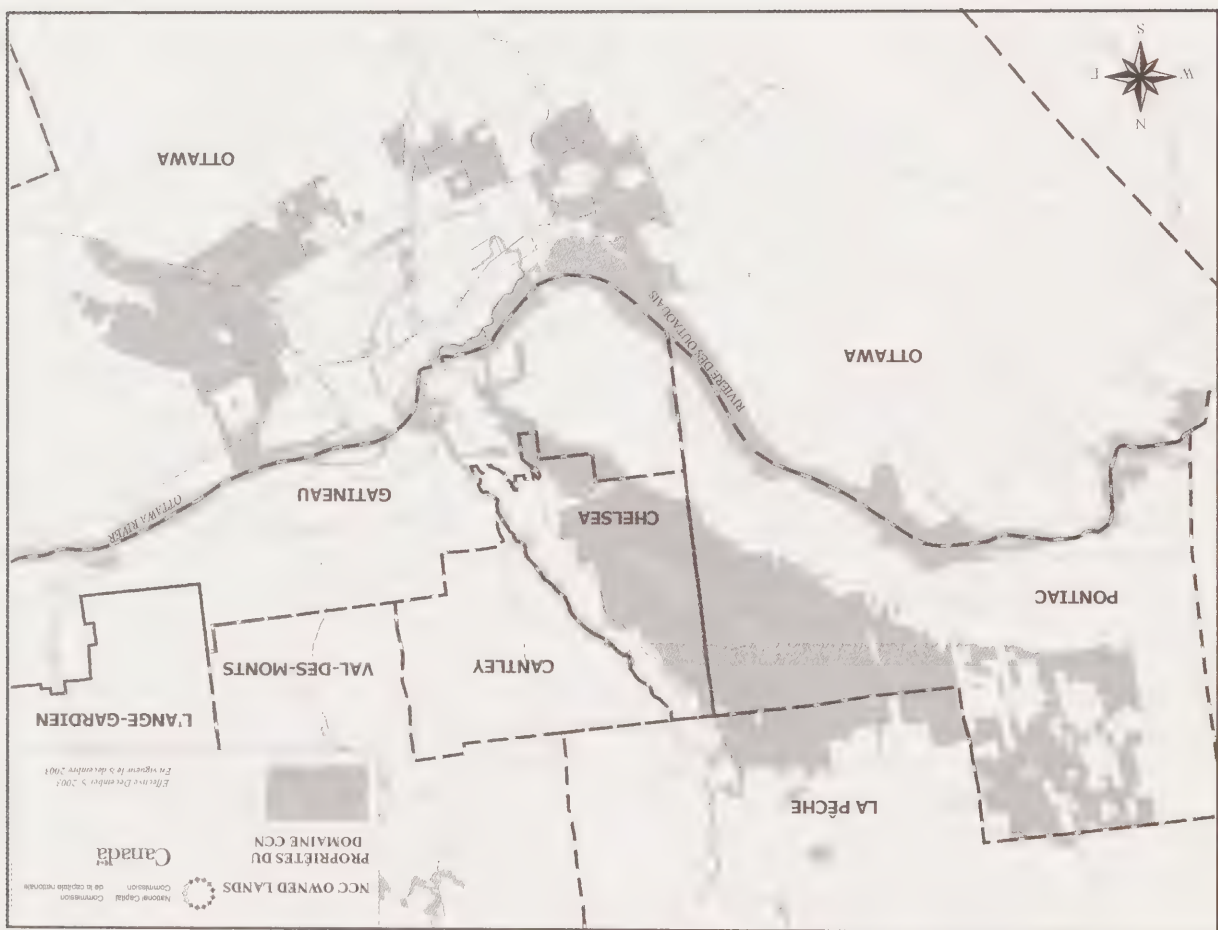 NCC OWNED LANDS
PROPRIÉTÉS DU
DOMAINE CCN
National Capital
Commission
Commission
de la capitale nationale
Canada
Effective December 5 2003
En vigueur le 5 décembre 2003
LA PÊCHE
L'ANGE-GARDIEN
VAL-DES-MONTS
CANTLEY
PONTIAC
CHELSEA
GATINEAU
OTTAWA RIVER
RIVIÈRE DES OUTAOUAIS
OTTAWA
OTTAWA
N
W
E
S